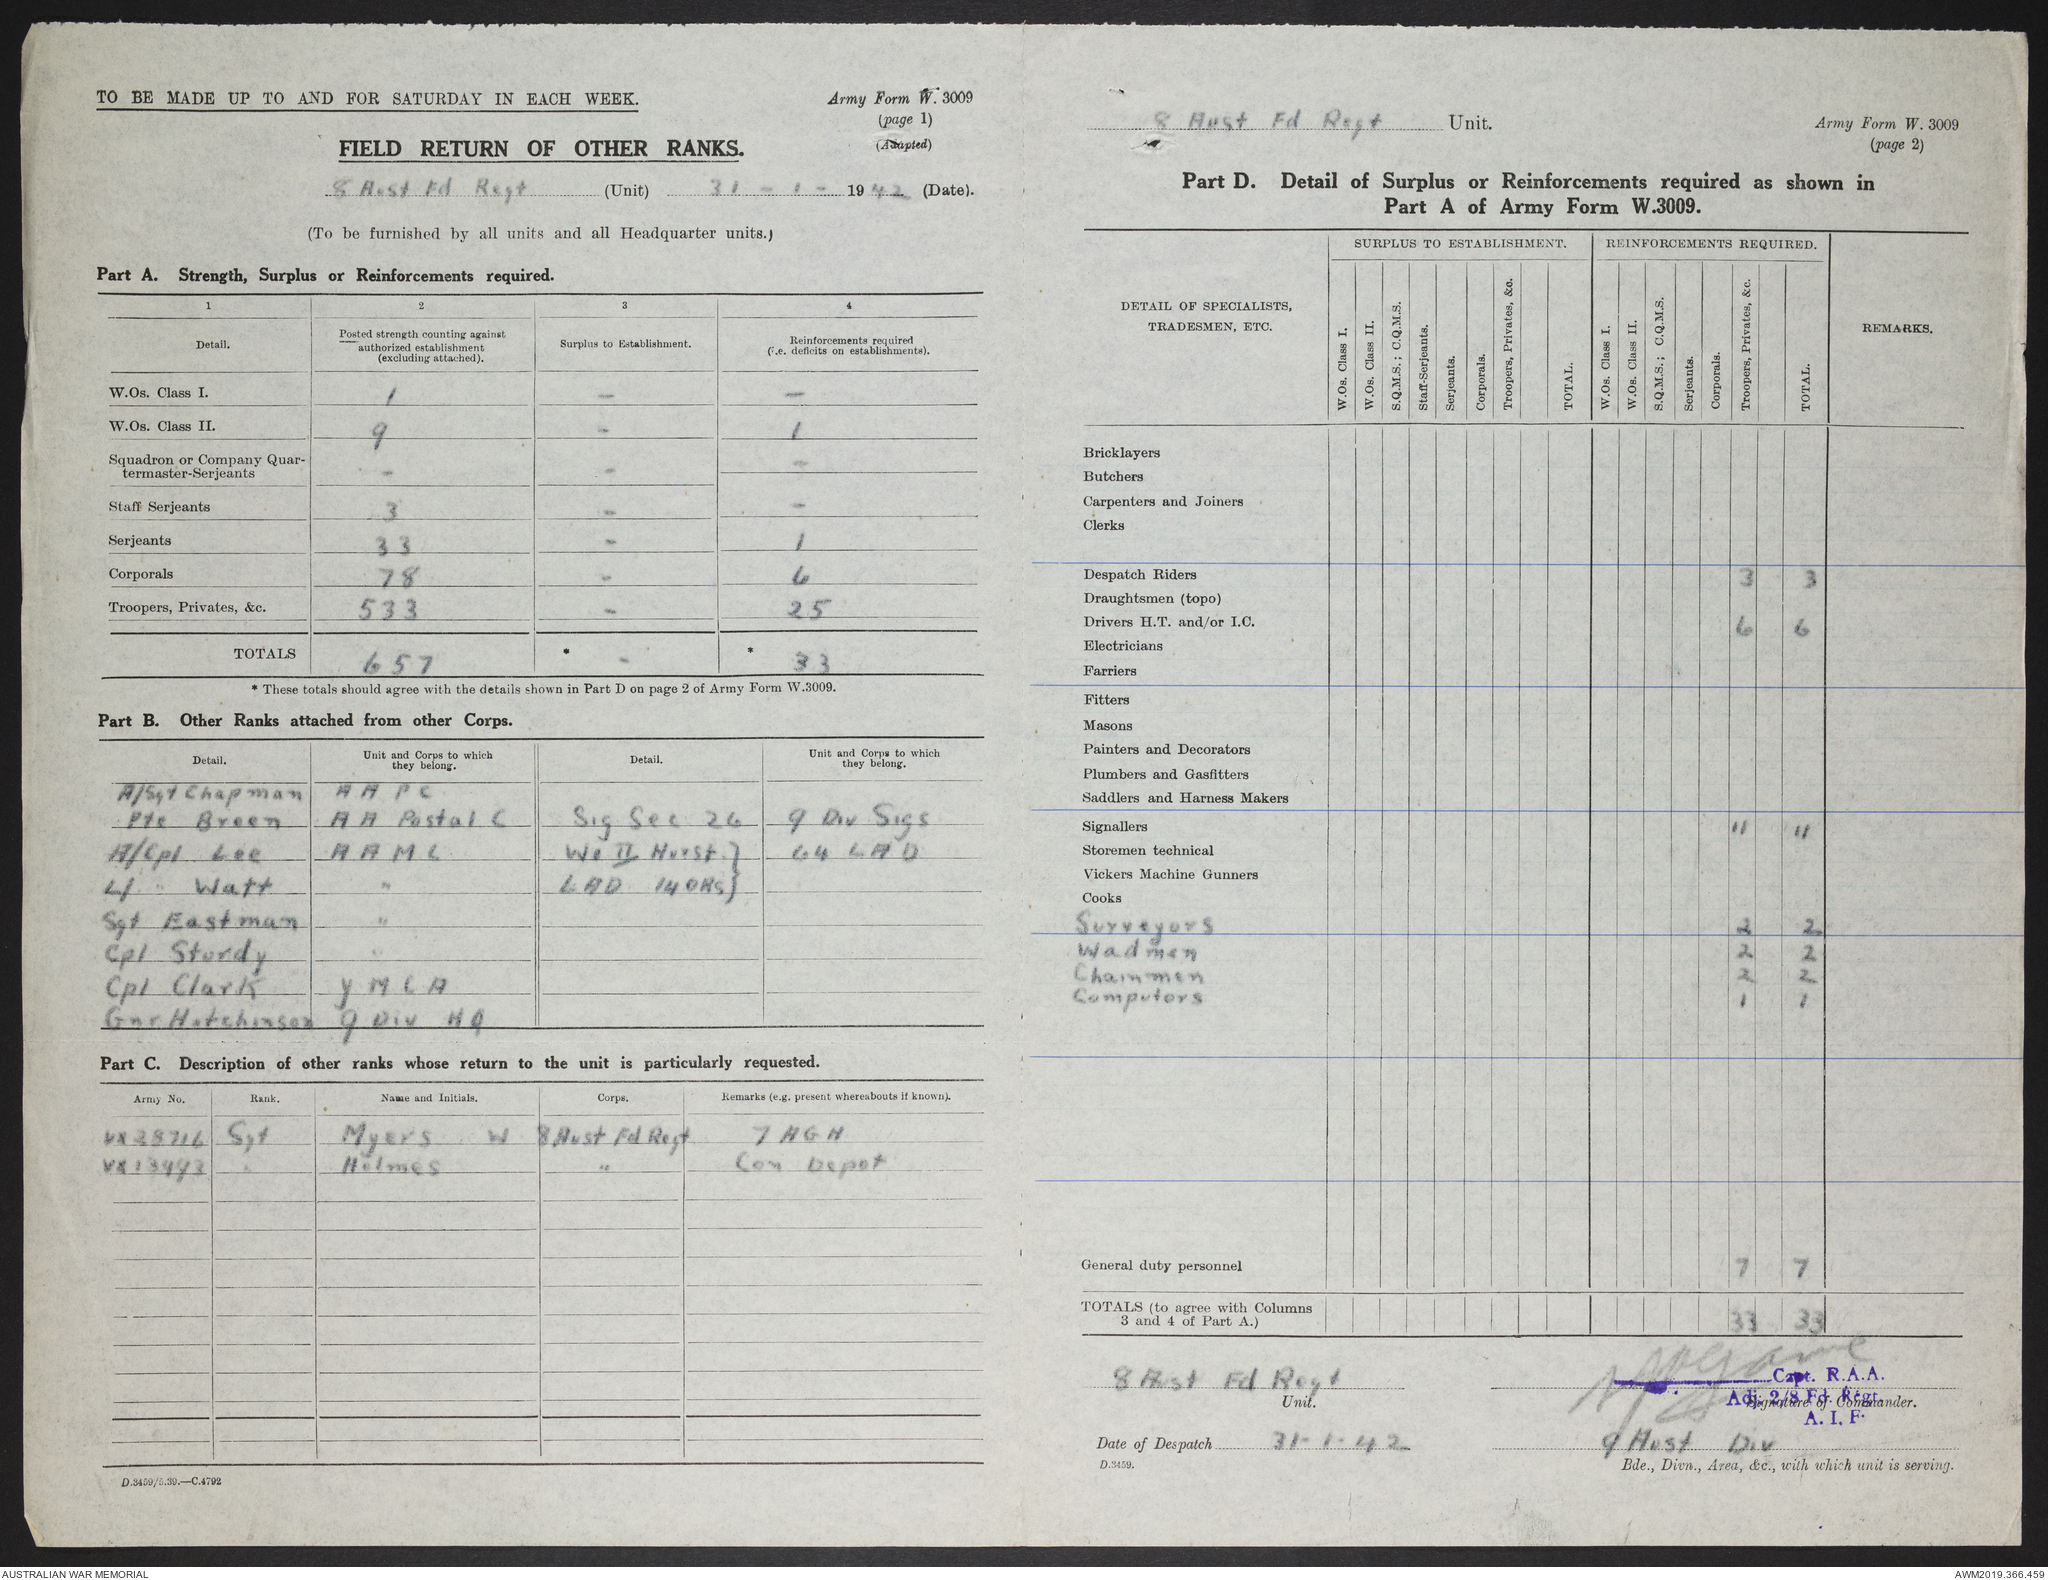 TO BE MADE UP TO AND FOR SATURDAY IN EACH WEEK.
Army Form W. 3009
(page 1)
(Adapted)
FIELD RETURN OF OTHER RANKS.
8 Aust Fd Regt (Unit) 31 - 1 - 1942 (Date).
(To be furnished by all units and all Headquarter units.)
Part A. Strength, Surplus or Reinforcements required.
1 2 3 4
Detail. Posted strength counting against authorized establishment (excluding attached). Surplus to Establishment. Reinforcements required (i.e. deficits on establishments).
W.Os. Class I. 1 - -
W.Os. Class II. 9 - 1
Squadron or Company Quartermaster-Serjeants - - -
Staff Serjeants 3 - -
Serjeants 33 - 1
Corporals 78 - 6
Troopers, Privates, &c. 533 - 25
TOTALS 657 * - * 33
* These totals should agree with the details shown in Part D on page 2 of Army Form W.3009.
Part B. Other Ranks attached from other Corps.
Detail. Unit and Corps to which they belong. Detail. Unit and Corps to which they belong.
A/Sgt Chapman A A P C
Pte Breen A A Postal C Sig Sec 26 9 Div Sigs
A/Cpl Lee A A M C Wo II Hurst } 64 L A D
L/ " Watt " L A D 14 ORs }
Sgt Eastman "
Cpl Sturdy "
Cpl Clark Y M C A
Gnr Hutchinson 9 Div HQ
Part C. Description of other ranks whose return to the unit is particularly requested.
Army No. Rank. Name and Initials. Corps. Remarks (e.g. present whereabouts if known).
VX28716 Sgt Myers W 8 Aust Fd Regt 7 A G H
VX13493 " Holmes " Con Depot
D.3459/5.39.—C.4792
8 Aust Fd Regt Unit.
Army Form W. 3009
(page 2)
Part D. Detail of Surplus or Reinforcements required as shown in
Part A of Army Form W.3009.
DETAIL OF SPECIALISTS, TRADESMEN, ETC.
SURPLUS TO ESTABLISHMENT. REINFORCEMENTS REQUIRED. REMARKS.
W.Os. Class I. W.Os. Class II. S.Q.M.S.; C.Q.M.S. Staff-Serjeants. Serjeants. Corporals. Troopers, Privates, &c. TOTAL.
W.Os. Class I. W.Os. Class II. S.Q.M.S.; C.Q.M.S. Serjeants. Corporals. Troopers, Privates, &c. TOTAL.
Bricklayers
Butchers
Carpenters and Joiners
Clerks
Despatch Riders 3 3
Draughtsmen (topo)
Drivers H.T. and/or I.C. 6 6
Electricians
Farriers
Fitters
Masons
Painters and Decorators
Plumbers and Gasfitters
Saddlers and Harness Makers
Signallers 11 11
Storemen technical
Vickers Machine Gunners
Cooks
Surveyors 2 2
Wadmen 2 2
Chainmen 2 2
Computors 1 1
General duty personnel 7 7
TOTALS (to agree with Columns 3 and 4 of Part A.) 33 33
8 Aust Fd Regt
Unit.
Capt. R.A.A.
Adj. 2/8 Fd. Regt.
A. I. F.
Signature of Commander.
Date of Despatch 31-1-42
9 Aust Div
D.3459.
Bde., Divn., Area, &c., with which unit is serving.
AUSTRALIAN WAR MEMORIAL
AWM2019.366.459